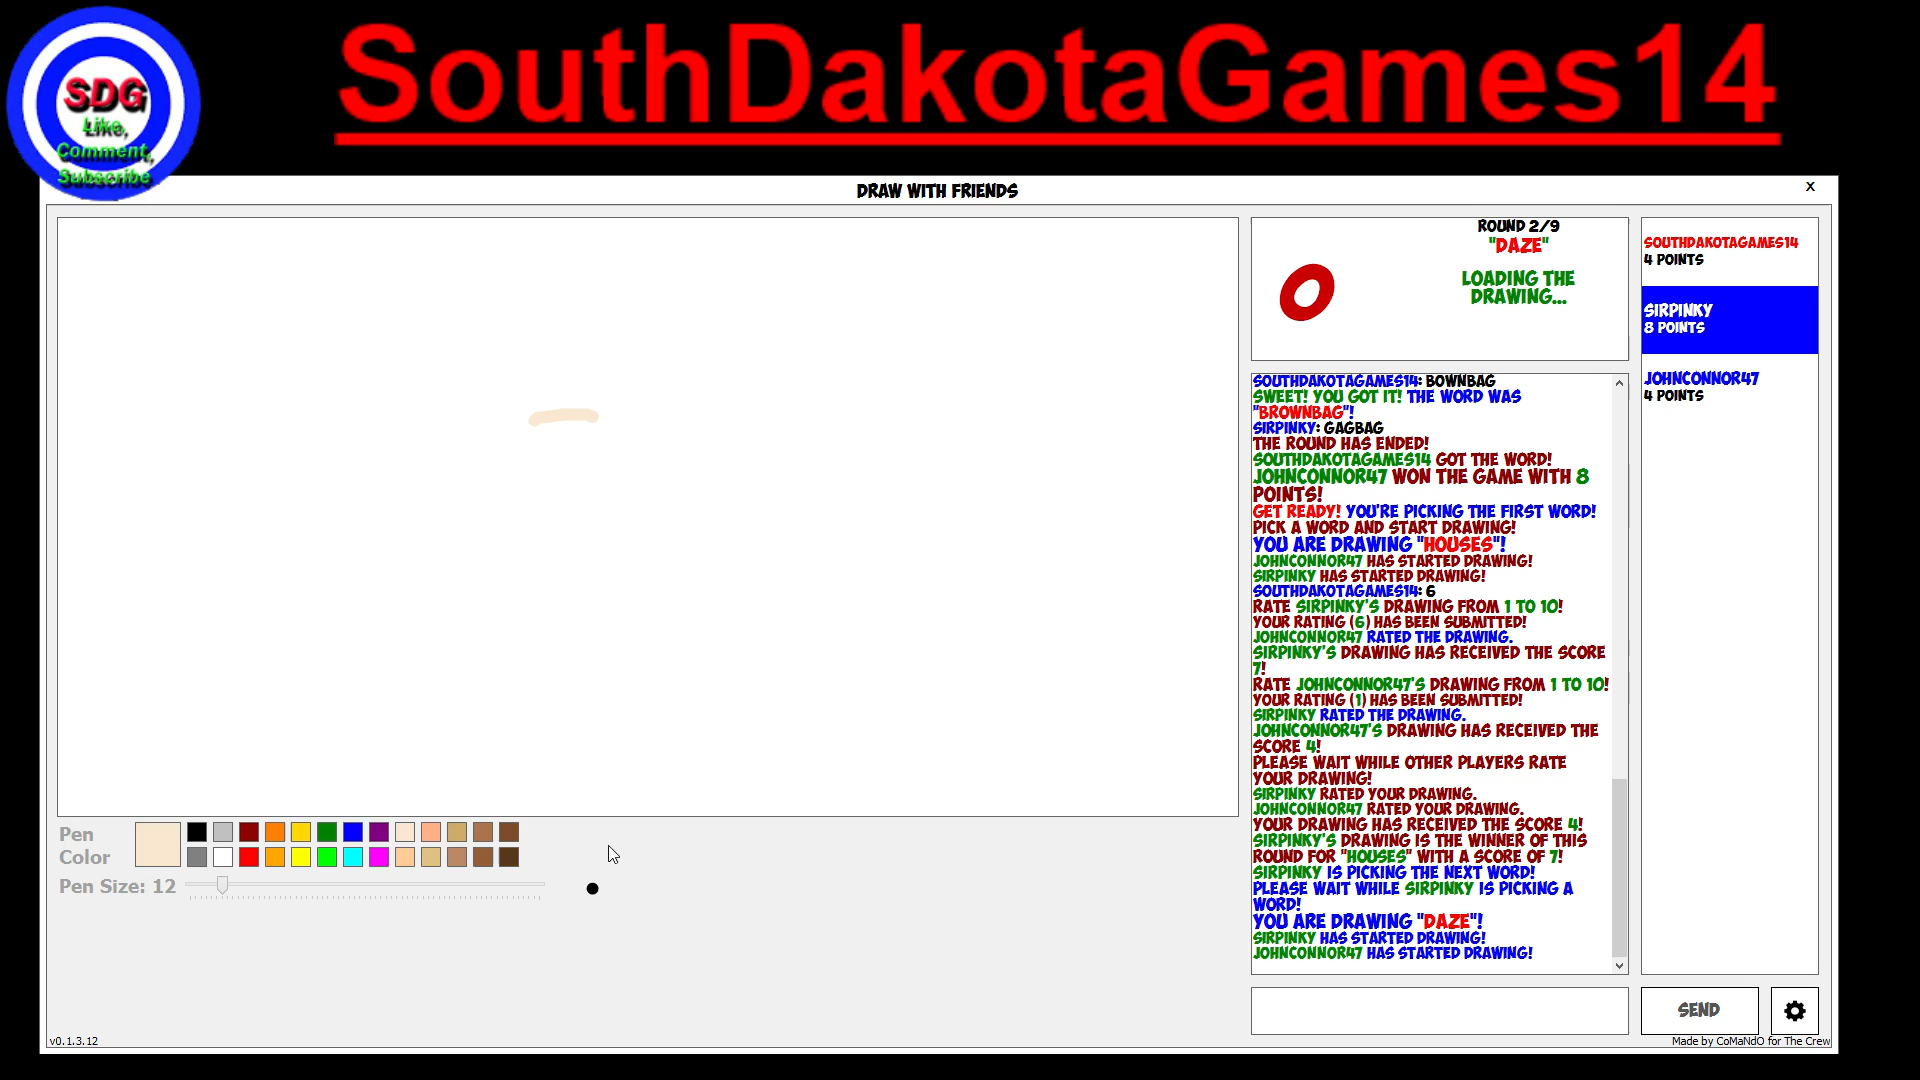 SouthDakotaGames14
SDG
Like,
Comment,
Subscribe
DRAW WITH FRIENDS
X
ROUND 2/9
"DAZE"
LOADING THE
DRAWING...
0
SOUTHDAKOTAGAMES14
4 POINTS
SIRPINKY
8 POINTS
JOHNCONNOR47
4 POINTS
SOUTHDAKOTAGAMES14: BOWNBAG
SWEET! YOU GOT IT! THE WORD WAS
"BROWNBAG"!
SIRPINKY: GAGBAG
THE ROUND HAS ENDED!
SOUTHDAKOTAGAMES14 GOT THE WORD!
JOHNCONNOR47 WON THE GAME WITH 8
POINTS!
GET READY! YOU'RE PICKING THE FIRST WORD!
PICK A WORD AND START DRAWING!
YOU ARE DRAWING "HOUSES"!
JOHNCONNOR47 HAS STARTED DRAWING!
SIRPINKY HAS STARTED DRAWING!
SOUTHDAKOTAGAMES14: 6
RATE SIRPINKY'S DRAWING FROM 1 TO 10!
YOUR RATING (6) HAS BEEN SUBMITTED!
JOHNCONNOR47 RATED THE DRAWING.
SIRPINKY'S DRAWING HAS RECEIVED THE SCORE
7!
RATE JOHNCONNOR47'S DRAWING FROM 1 TO 10!
YOUR RATING (1) HAS BEEN SUBMITTED!
SIRPINKY RATED THE DRAWING.
JOHNCONNOR47'S DRAWING HAS RECEIVED THE
SCORE 4!
PLEASE WAIT WHILE OTHER PLAYERS RATE
YOUR DRAWING!
SIRPINKY RATED YOUR DRAWING.
JOHNCONNOR47 RATED YOUR DRAWING.
YOUR DRAWING HAS RECEIVED THE SCORE 4!
SIRPINKY'S DRAWING IS THE WINNER OF THIS
ROUND FOR "HOUSES" WITH A SCORE OF 7!
SIRPINKY IS PICKING THE NEXT WORD!
PLEASE WAIT WHILE SIRPINKY IS PICKING A
WORD!
YOU ARE DRAWING "DAZE"!
SIRPINKY HAS STARTED DRAWING!
JOHNCONNOR47 HAS STARTED DRAWING!
Pen
Color
Pen Size: 12
SEND
v0.1.3.12
Made by CoMaNdO for The Crew